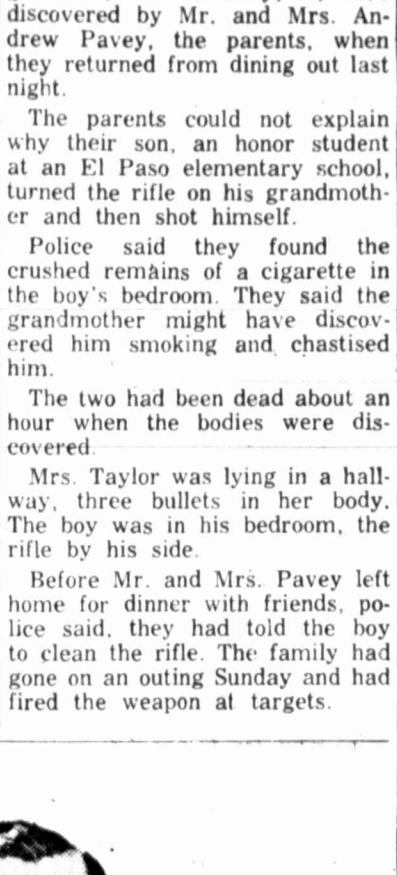 discovered by Mr. and Mrs. An-
drew Pavey, the parents, when
they returned from dining out last
night.
The parents could not explain
why their son, an honor student
at an El Paso elementary school,
turned the rifle on his grandmoth-
er and then shot himself.
Police said they found the
crushed remains of a cigarette in
the boy's bedroom. They said the
grandmother might have discov-
ered him smoking and chastised
him.
The two had been dead about an
hour when the bodies were dis-
covered.
Mrs. Taylor was lying in a hall-
way, three bullets in her body.
The boy was in his bedroom, the
rifle by his side.
Before Mr. and Mrs. Pavey left
home for dinner with friends, po-
lice said, they had told the boy
to clean the rifle. The family had
gone on an outing Sunday and had
fired the weapon at targets.